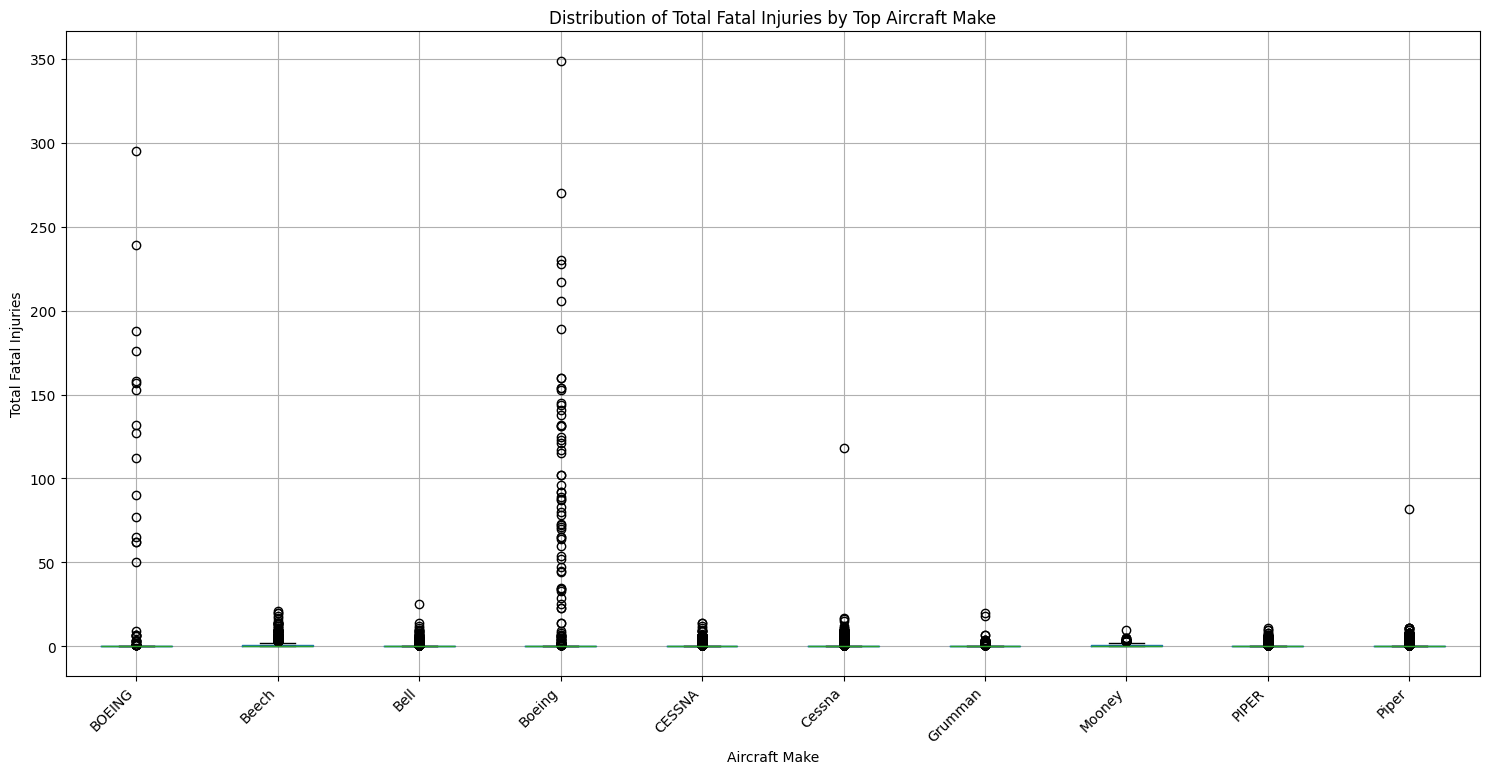 Distribution of Total Fatal Injuries by Top Aircraft Make
350
300
250
200
150
100
50
0
Total Fatal Injuries
BOEING
Beech
Bell
Boeing
CESSNA
Cessna
Grumman
Mooney
PIPER
Piper
Aircraft Make